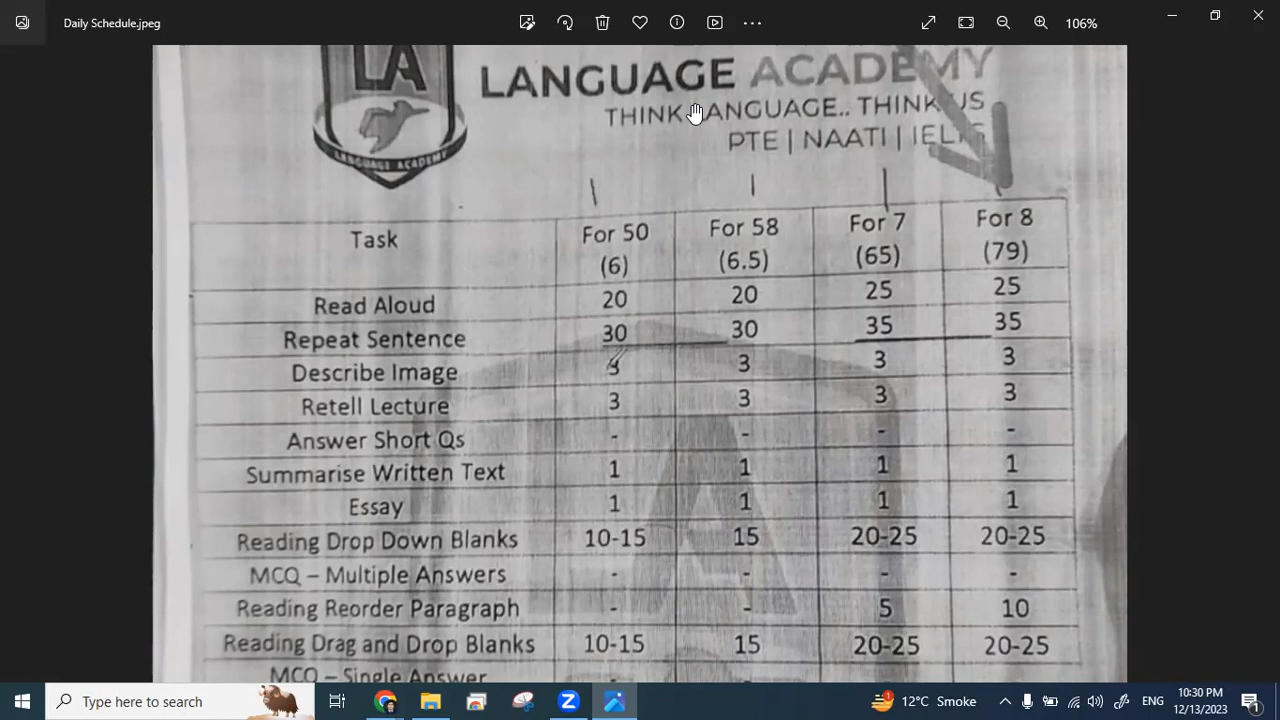 Daily Schedule.jpeg
106%
LA
LANGUAGE ACADEMY
LANGUAGE ACADEMY
THINK LANGUAGE.. THINK US
PTE | NAATI | IELTS
Task For 50 (6) For 58 (6.5) For 7 (65) For 8 (79)
Read Aloud 20 20 25 25
Repeat Sentence 30 30 35 35
Describe Image 3 3 3 3
Retell Lecture 3 3 3 3
Answer Short Qs - - - -
Summarise Written Text 1 1 1 1
Essay 1 1 1 1
Reading Drop Down Blanks 10-15 15 20-25 20-25
MCQ – Multiple Answers - - - -
Reading Reorder Paragraph - - 5 10
Reading Drag and Drop Blanks 10-15 15 20-25 20-25
MCQ – Single Answer
Type here to search
12°C Smoke
ENG
10:30 PM
12/13/2023